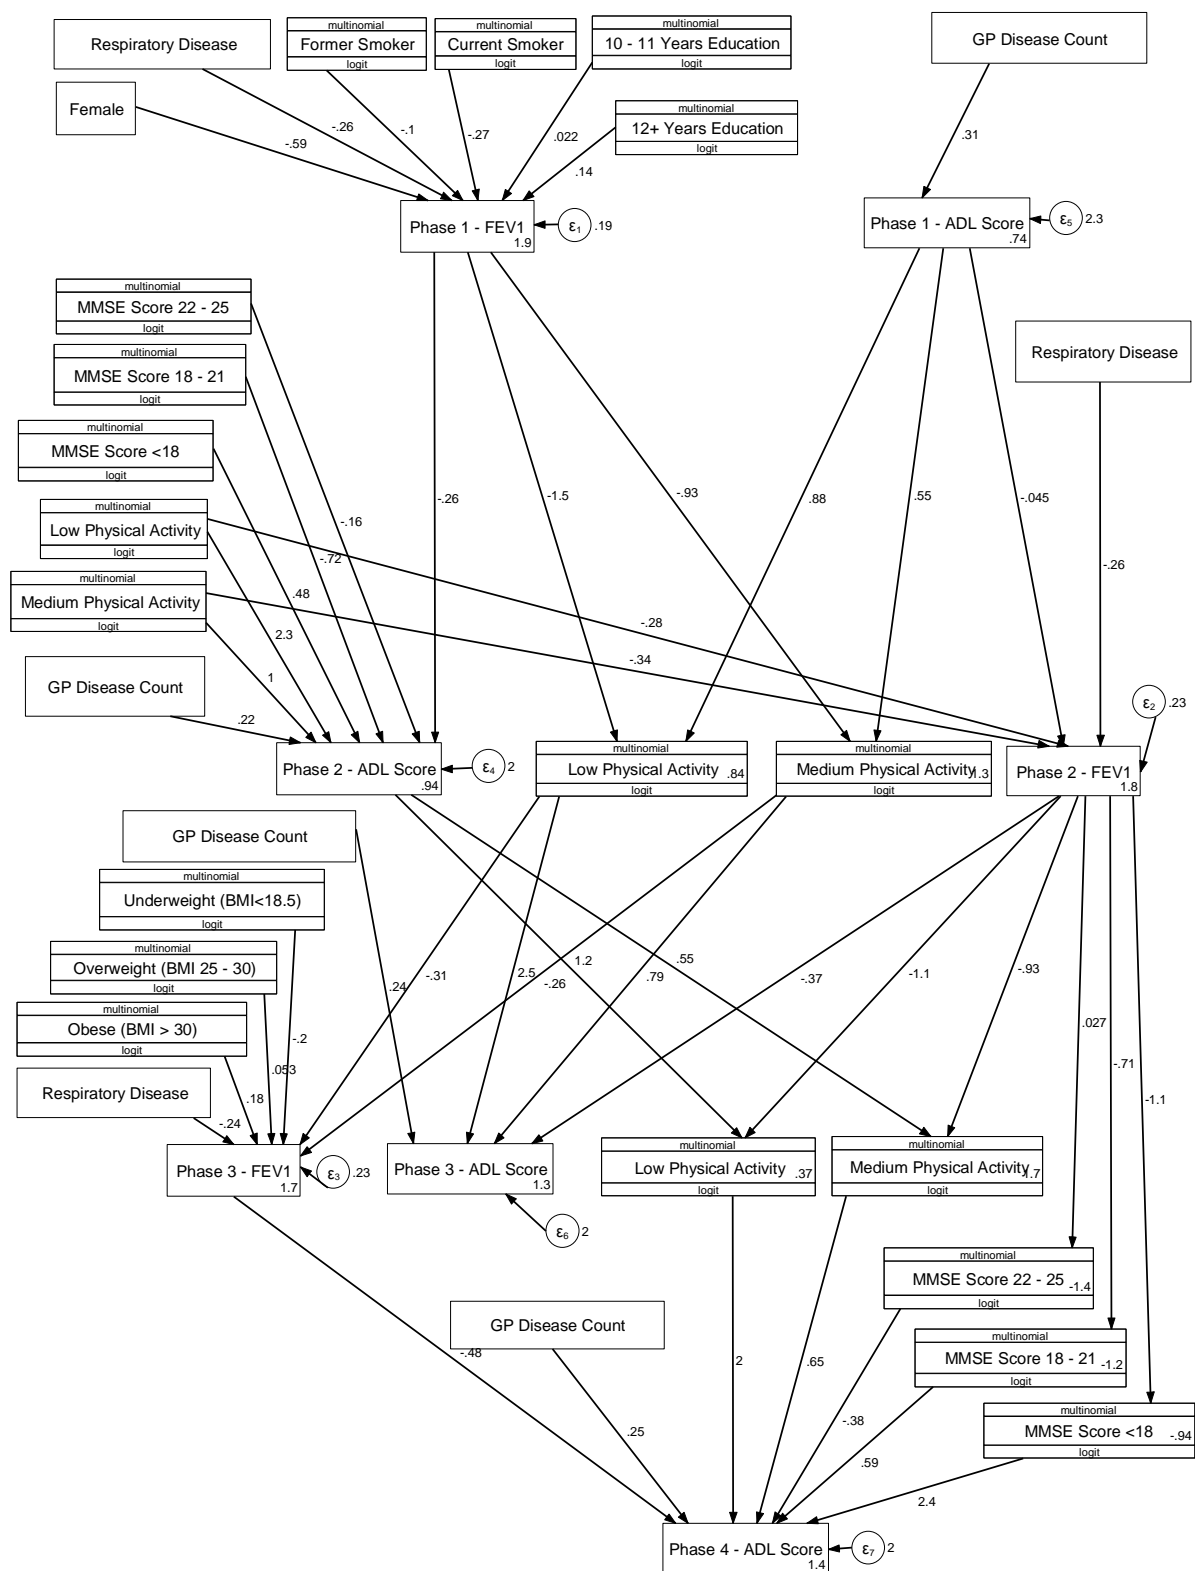 multinomial
Former Smoker
logit
multinomial
Current Smoker
logit
multinomial
10 - 11 Years Education
logit
Respiratory Disease
GP Disease Count
Female
multinomial
12+ Years Education
logit
-.59
-.26
-.1
-.27
.022
.14
.31
Phase 1 - FEV1
1.9
ε1
.19
Phase 1 - ADL Score
.74
ε5
2.3
multinomial
MMSE Score 22 - 25
logit
multinomial
MMSE Score 18 - 21
logit
Respiratory Disease
multinomial
MMSE Score <18
logit
multinomial
Low Physical Activity
logit
multinomial
Medium Physical Activity
logit
GP Disease Count
-.26
-1.5
-.93
.88
.55
-.045
-.16
-.72
.48
2.3
1
.22
-.28
-.34
-.26
ε2
.23
Phase 2 - ADL Score
.94
ε4
2
multinomial
Low Physical Activity
.84
logit
multinomial
Medium Physical Activity
1.3
logit
Phase 2 - FEV1
1.8
GP Disease Count
multinomial
Underweight (BMI<18.5)
logit
multinomial
Overweight (BMI 25 - 30)
logit
multinomial
Obese (BMI > 30)
logit
Respiratory Disease
.24
-.31
2.5
-.26
1.2
.79
.55
-.37
-1.1
-.93
.027
-.71
-1.1
-.2
.053
.18
-.24
Phase 3 - FEV1
1.7
ε3
.23
Phase 3 - ADL Score
1.3
ε6
2
multinomial
Low Physical Activity
.37
logit
multinomial
Medium Physical Activity
1.7
logit
multinomial
MMSE Score 22 - 25
-1.4
logit
GP Disease Count
multinomial
MMSE Score 18 - 21
-1.2
logit
multinomial
MMSE Score <18
-.94
logit
-.48
.25
2
.65
-.38
.59
2.4
Phase 4 - ADL Score
1.4
ε7
2